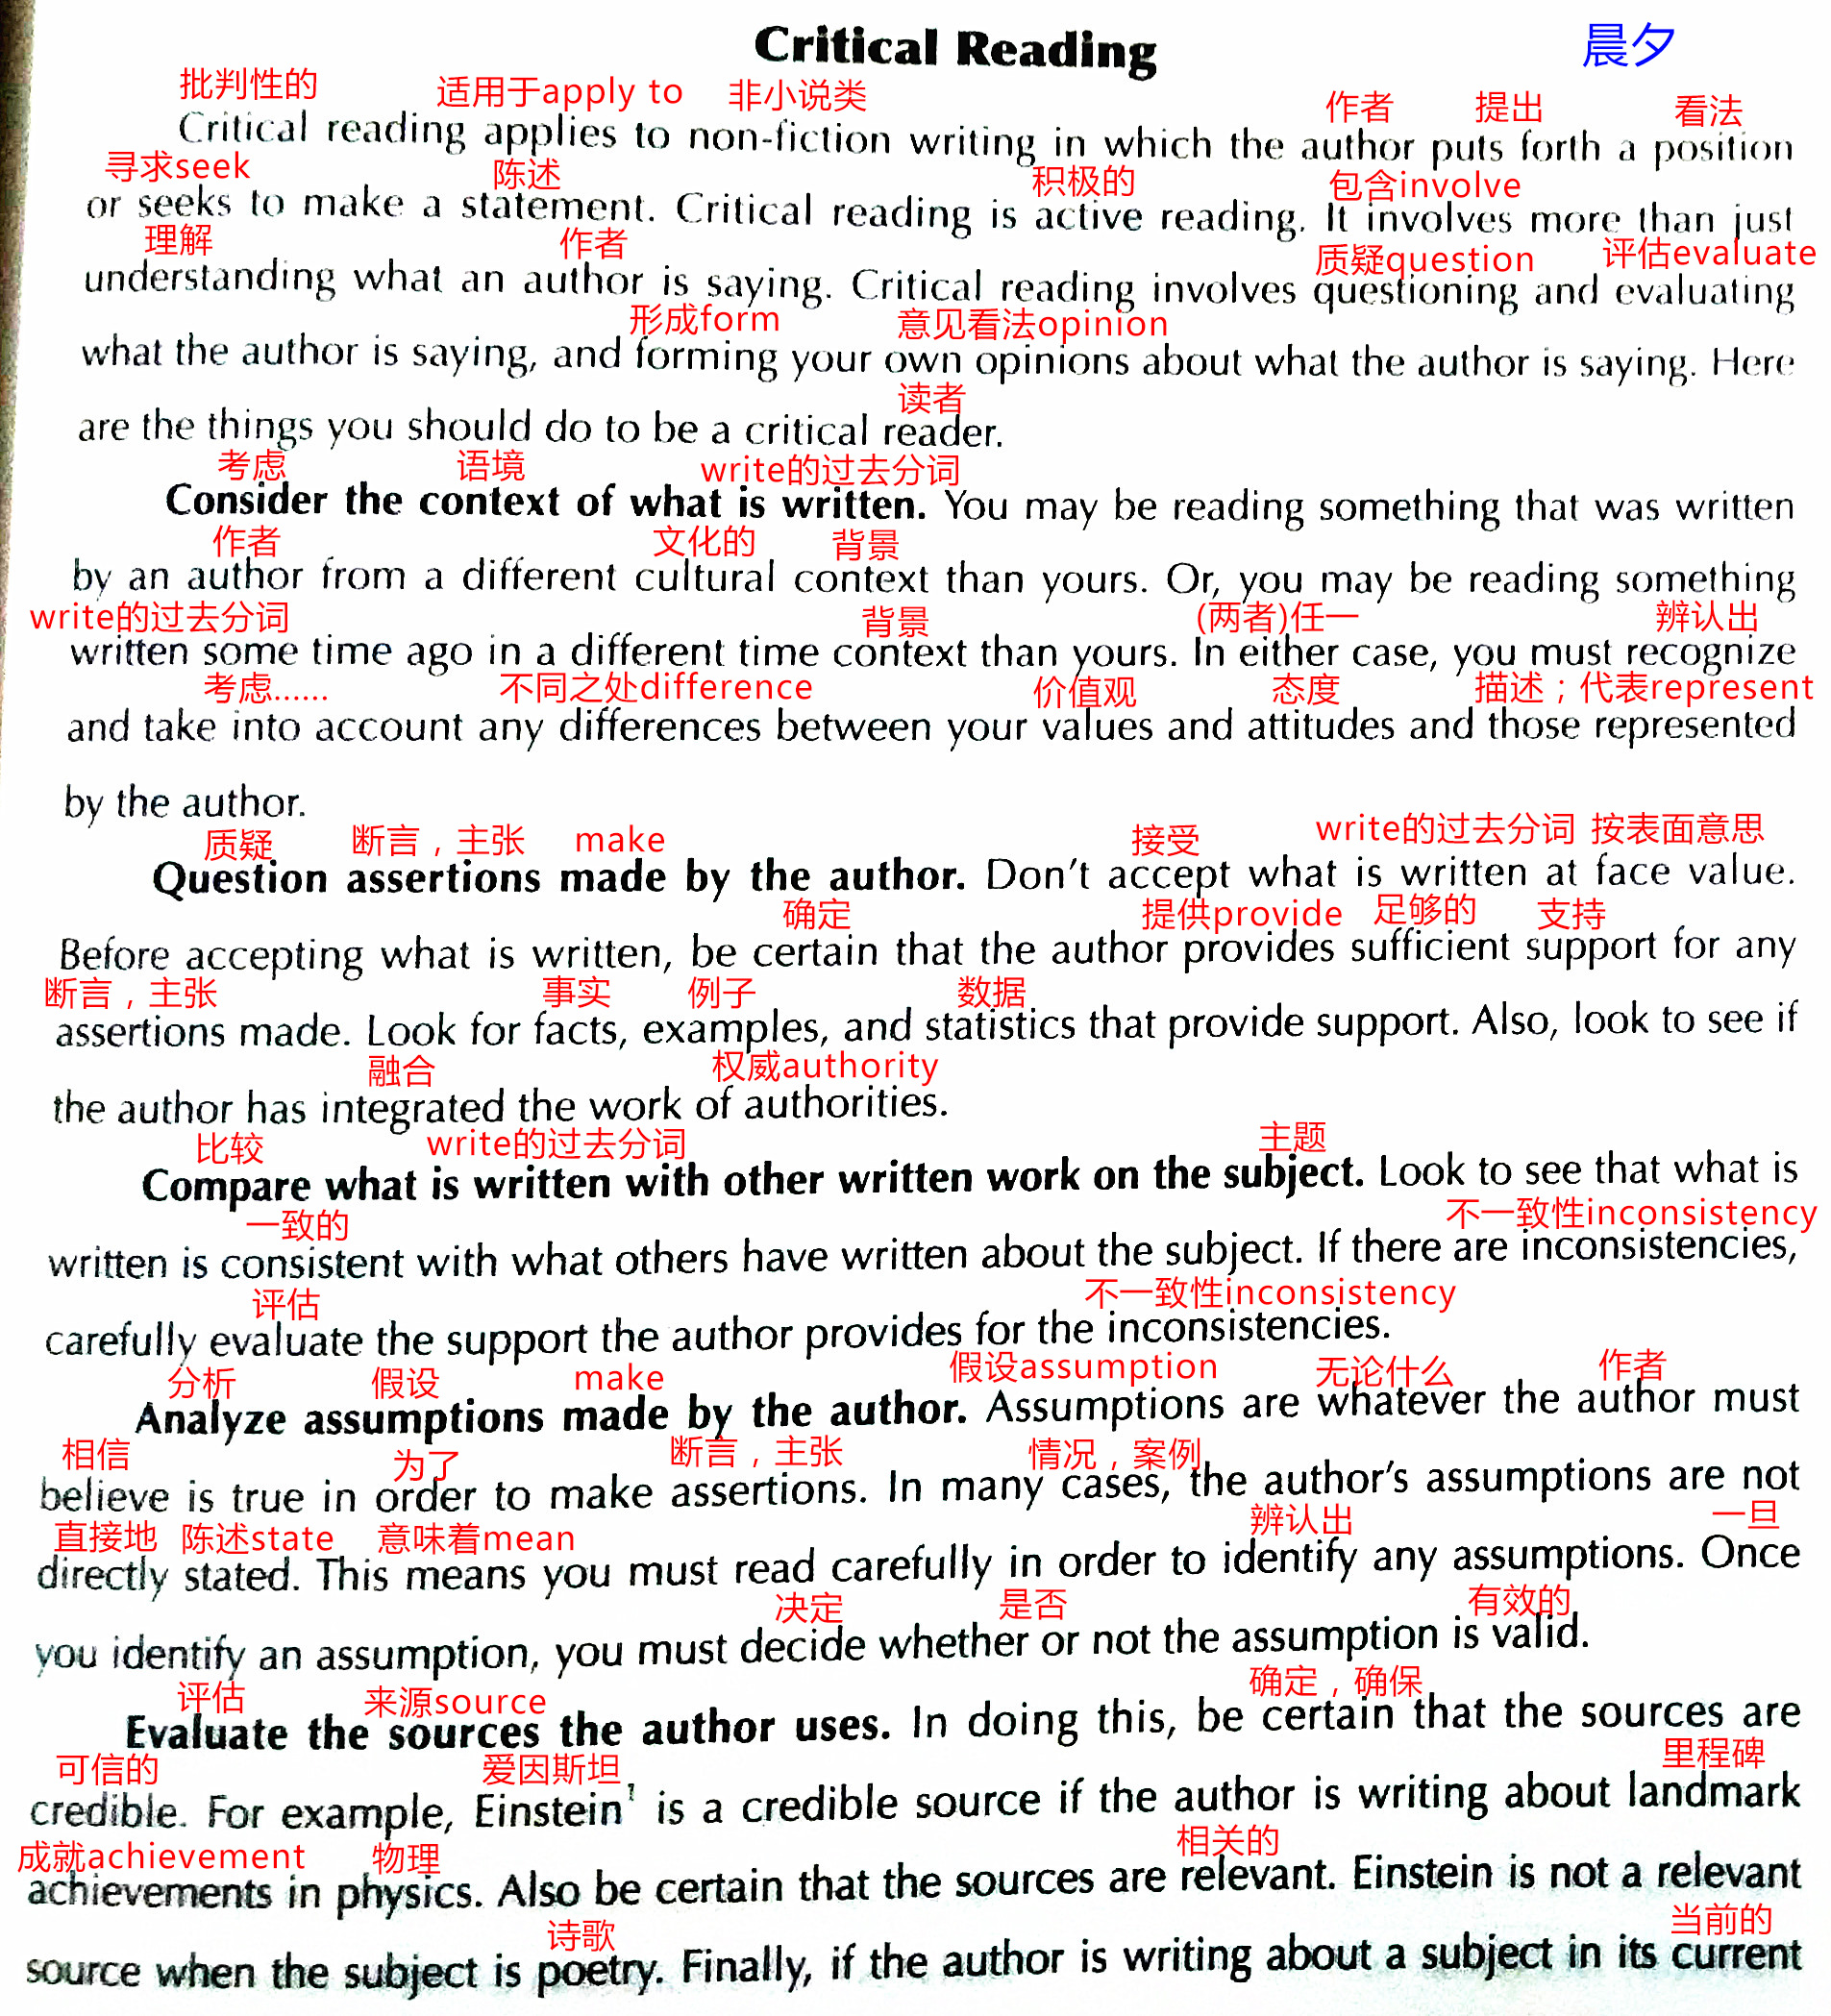 Critical Reading 晨夕
批判性的 适用于apply to 非小说类 作者 提出 看法
Critical reading applies to non-fiction writing in which the author puts forth a position
寻求seek 陈述 积极的 包含involve
or seeks to make a statement. Critical reading is active reading. It involves more than just
理解 作者 质疑question 评估evaluate
understanding what an author is saying. Critical reading involves questioning and evaluating
形成form 意见看法opinion
what the author is saying, and forming your own opinions about what the author is saying. Here
读者
are the things you should do to be a critical reader.
考虑 语境 write的过去分词
Consider the context of what is written. You may be reading something that was written
作者 文化的 背景
by an author from a different cultural context than yours. Or, you may be reading something
write的过去分词 背景 (两者)任一 辨认出
written some time ago in a different time context than yours. In either case, you must recognize
考虑…… 不同之处difference 价值观 态度 描述；代表represent
and take into account any differences between your values and attitudes and those represented
by the author.
质疑 断言，主张 make 接受 write的过去分词 按表面意思
Question assertions made by the author. Don't accept what is written at face value.
确定 提供provide 足够的 支持
Before accepting what is written, be certain that the author provides sufficient support for any
断言，主张 事实 例子 数据
assertions made. Look for facts, examples, and statistics that provide support. Also, look to see if
融合 权威authority
the author has integrated the work of authorities.
比较 write的过去分词 主题
Compare what is written with other written work on the subject. Look to see that what is
一致的 不一致性inconsistency
written is consistent with what others have written about the subject. If there are inconsistencies,
评估 不一致性inconsistency
carefully evaluate the support the author provides for the inconsistencies.
分析 假设 make 假设assumption 无论什么 作者
Analyze assumptions made by the author. Assumptions are whatever the author must
相信 为了 断言，主张 情况，案例
believe is true in order to make assertions. In many cases, the author's assumptions are not
直接地 陈述state 意味着mean 辨认出 一旦
directly stated. This means you must read carefully in order to identify any assumptions. Once
决定 是否 有效的
you identify an assumption, you must decide whether or not the assumption is valid.
评估 来源source 确定，确保
Evaluate the sources the author uses. In doing this, be certain that the sources are
可信的 爱因斯坦 里程碑
credible. For example, Einstein¹ is a credible source if the author is writing about landmark
成就achievement 物理 相关的
achievements in physics. Also be certain that the sources are relevant. Einstein is not a relevant
诗歌 当前的
source when the subject is poetry. Finally, if the author is writing about a subject in its current